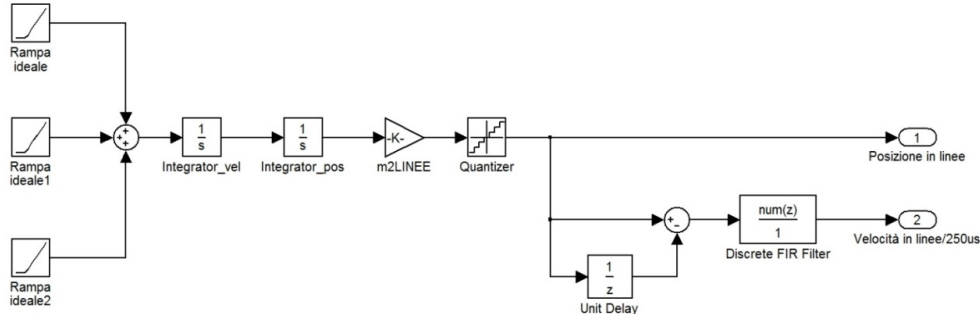 Rampa
ideale
Rampa
ideale1
Rampa
ideale2
+
+
+
1
s
Integrator_vel
1
s
Integrator_pos
-K-
m2LINEE
Quantizer
1
Posizione in linee
+
−
num(z)
1
Discrete FIR Filter
2
Velocità in linee/250us
1
z
Unit Delay